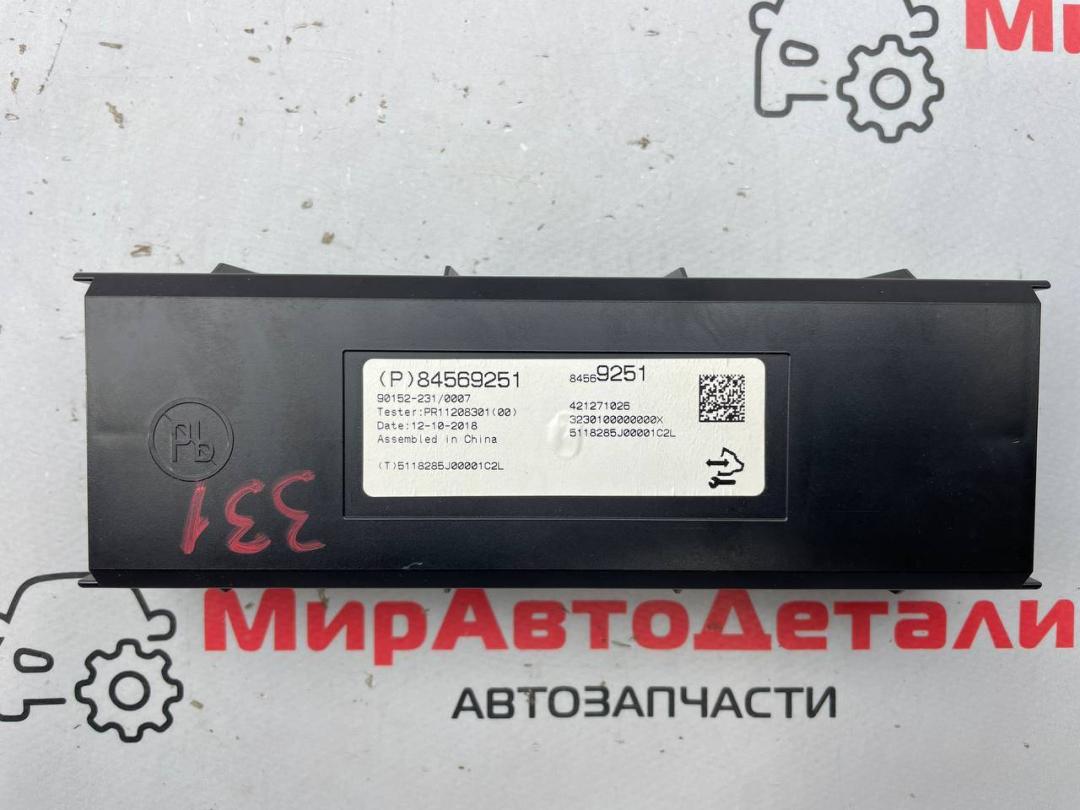 Ми
(P)84569251
90152-231/0007
Tester:PR11208301(00)
Date:12-10-2018
Assembled in China
(T)5118285J00001C2L
84569251
421271026
3230100000000X
5118285J00001C2L
Pb
331
МирАвтоДетали
АВТОЗАПЧАСТИ